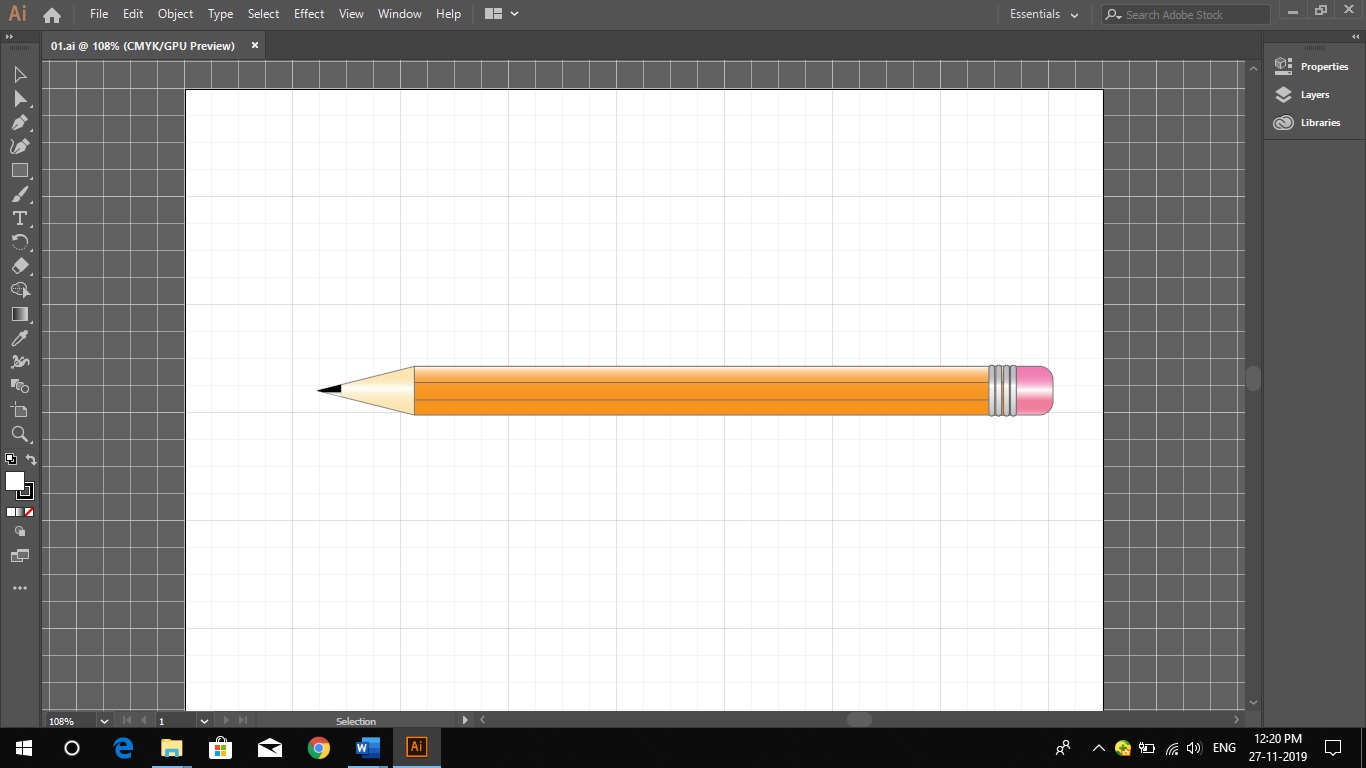 Ai File Edit Object Type Select Effect View Window Help Essentials Search Adobe Stock
01.ai @ 108% (CMYK/GPU Preview) ×
Properties
Layers
Libraries
108% 1 Selection
W Ai ENG 12:20 PM
27-11-2019